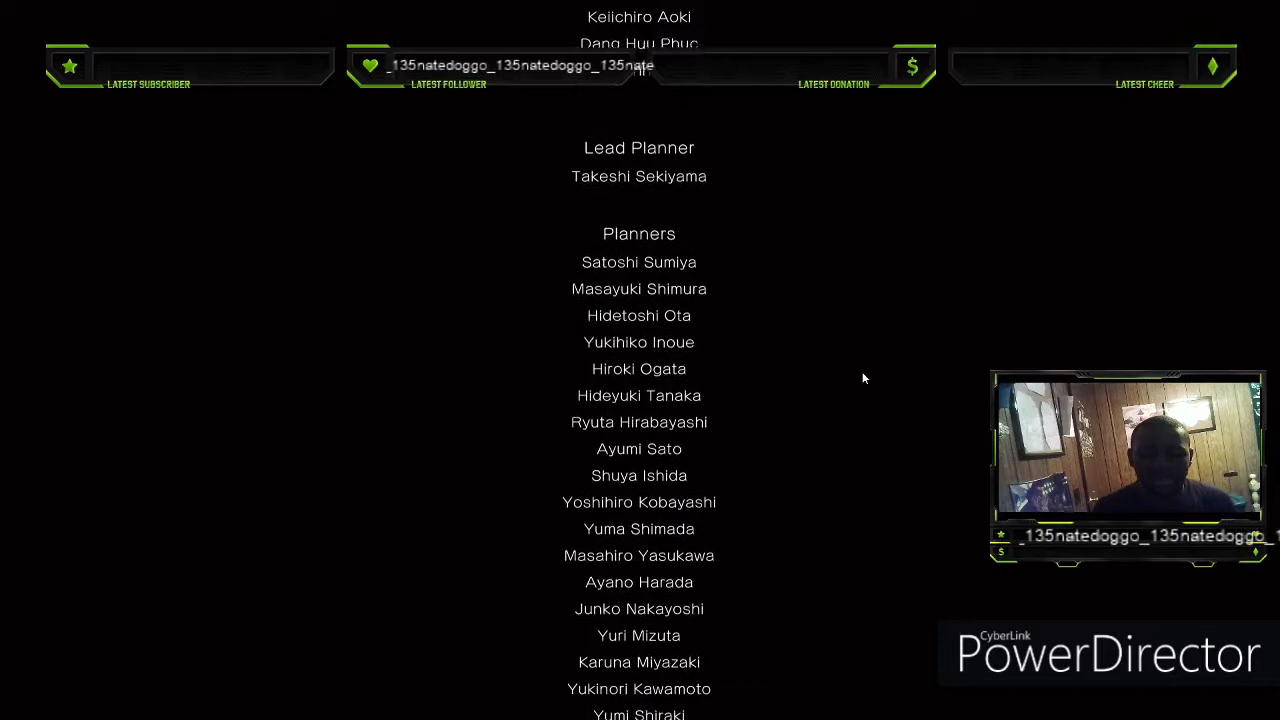 Keiichiro Aoki
Dang Huu Phuc
_135natedoggo_135natedoggo_135nate
LATEST SUBSCRIBER
LATEST FOLLOWER
$
LATEST DONATION
LATEST CHEER
Lead Planner
Takeshi Sekiyama
Planners
Satoshi Sumiya
Masayuki Shimura
Hidetoshi Ota
Yukihiko Inoue
Hiroki Ogata
Hideyuki Tanaka
Ryuta Hirabayashi
Ayumi Sato
Shuya Ishida
Yoshihiro Kobayashi
Yuma Shimada
Masahiro Yasukawa
Ayano Harada
Junko Nakayoshi
Yuri Mizuta
Karuna Miyazaki
Yukinori Kawamoto
Yumi Shiraki
_135natedoggo_135natedoggo_1
$
CyberLink
PowerDirector